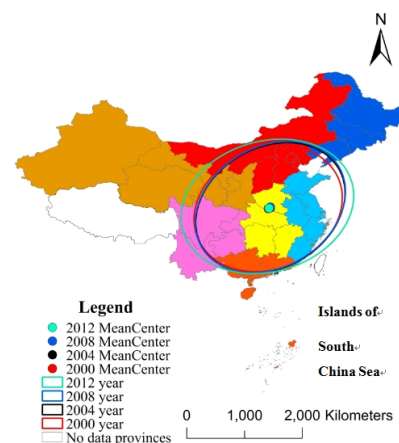 N
Legend
2012 MeanCenter
2008 MeanCenter
2004 MeanCenter
2000 MeanCenter
2012 year
2008 year
2004 year
2000 year
No data provinces
Islands of↵
South↵
China Sea↵
0 1,000 2,000 Kilometers